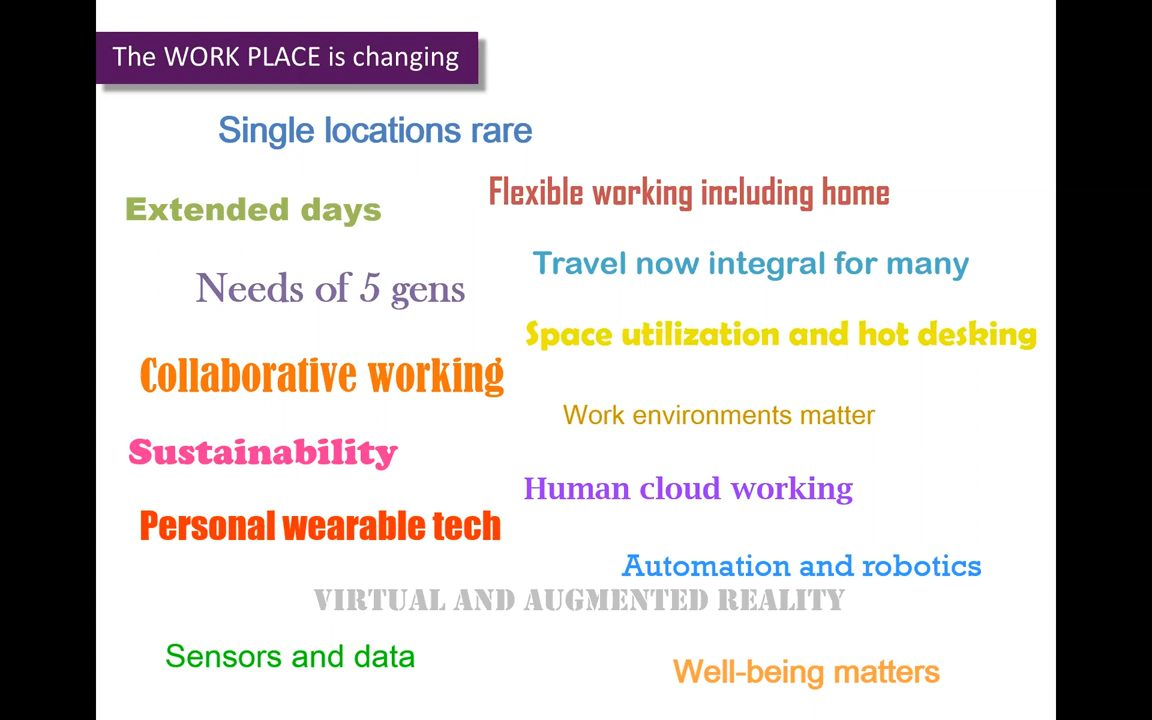 The WORK PLACE is changing
Single locations rare
Flexible working including home
Extended days
Travel now integral for many
Needs of 5 gens
Space utilization and hot desking
Collaborative working
Work environments matter
Sustainability
Human cloud working
Personal wearable tech
Automation and robotics
VIRTUAL AND AUGMENTED REALITY
Sensors and data
Well-being matters